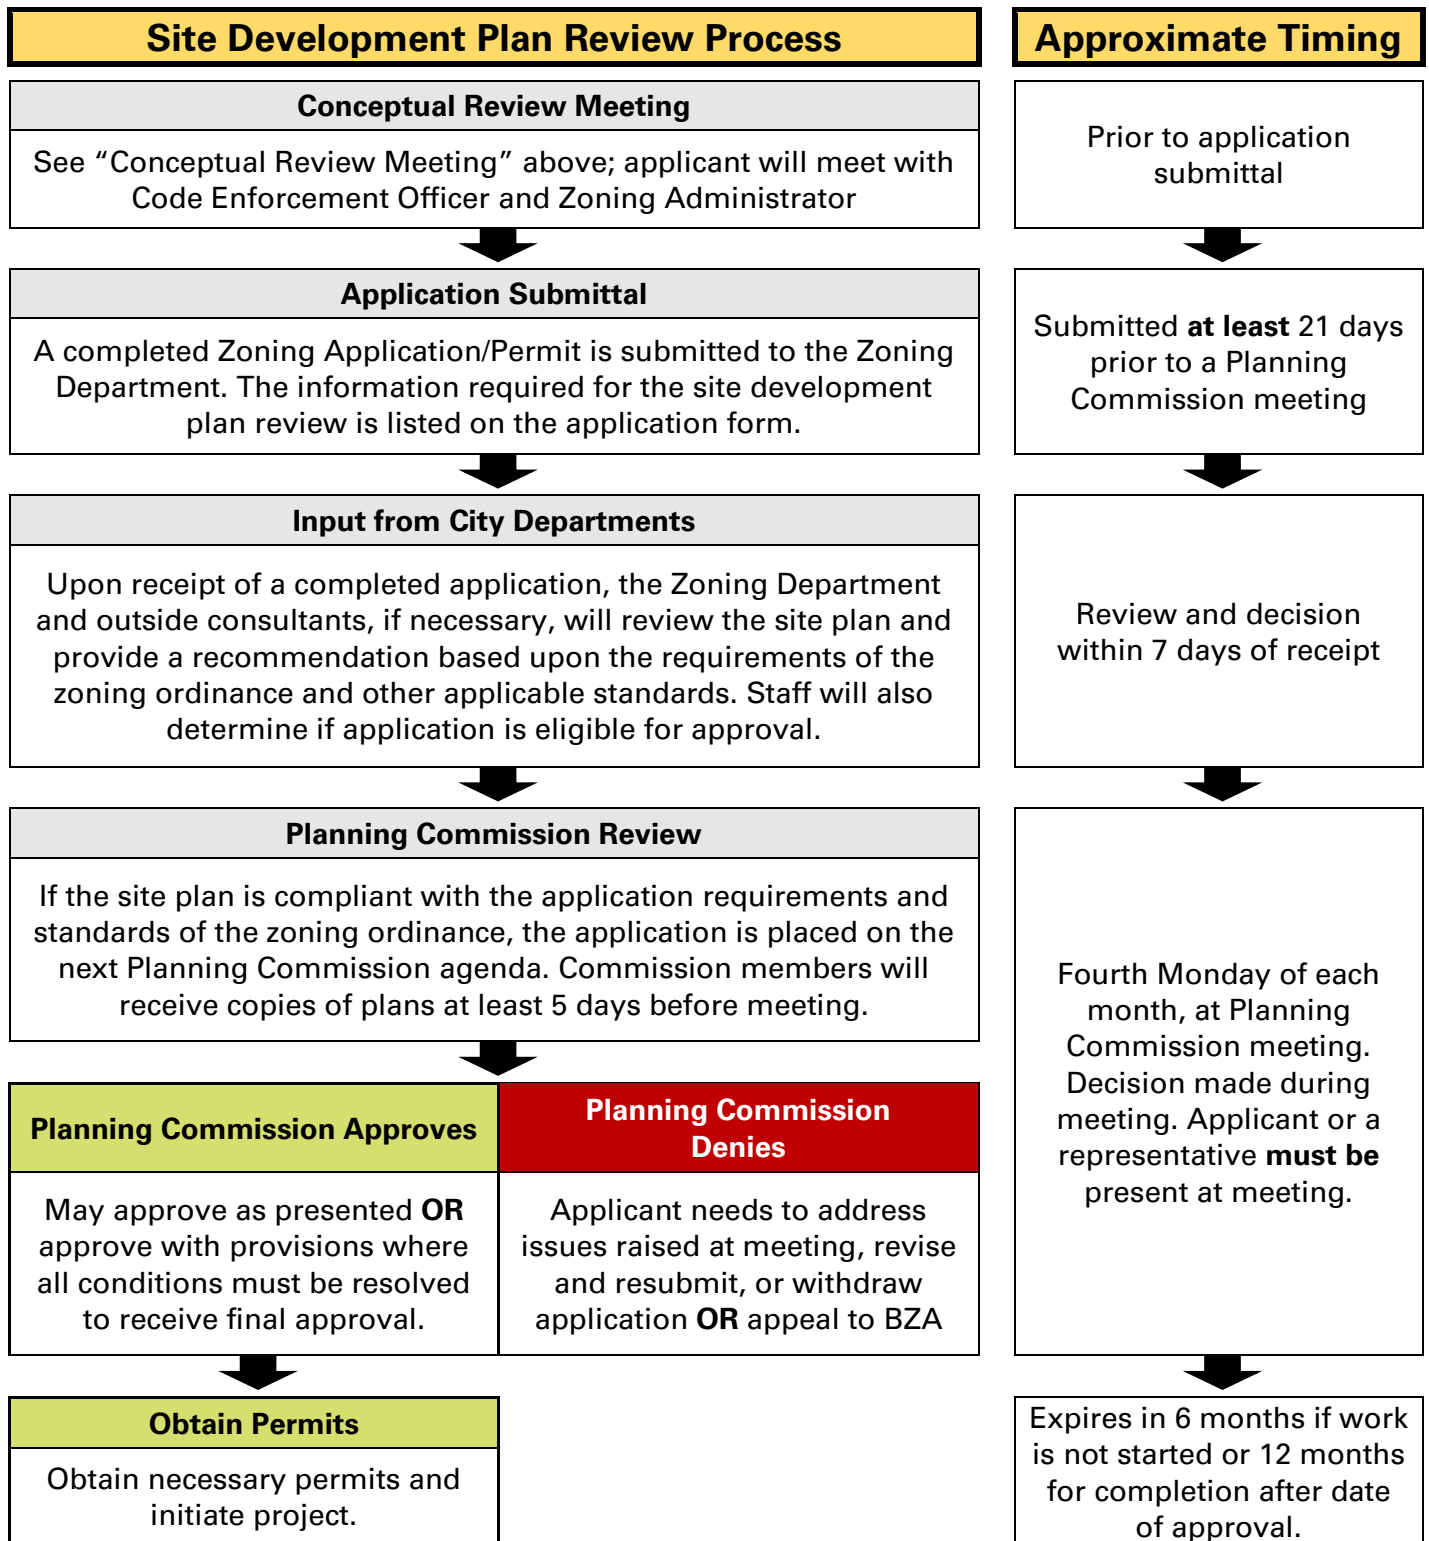 Site Development Plan Review Process
Approximate Timing
Conceptual Review Meeting
See “Conceptual Review Meeting” above; applicant will meet with
Code Enforcement Officer and Zoning Administrator
Prior to application
submittal
Application Submittal
A completed Zoning Application/Permit is submitted to the Zoning
Department. The information required for the site development
plan review is listed on the application form.
Submitted at least 21 days
prior to a Planning
Commission meeting
Input from City Departments
Upon receipt of a completed application, the Zoning Department
and outside consultants, if necessary, will review the site plan and
provide a recommendation based upon the requirements of the
zoning ordinance and other applicable standards. Staff will also
determine if application is eligible for approval.
Review and decision
within 7 days of receipt
Planning Commission Review
If the site plan is compliant with the application requirements and
standards of the zoning ordinance, the application is placed on the
next Planning Commission agenda. Commission members will
receive copies of plans at least 5 days before meeting.
Planning Commission Approves
May approve as presented OR
approve with provisions where
all conditions must be resolved
to receive final approval.
Planning Commission
Denies
Applicant needs to address
issues raised at meeting, revise
and resubmit, or withdraw
application OR appeal to BZA
Fourth Monday of each
month, at Planning
Commission meeting.
Decision made during
meeting. Applicant or a
representative must be
present at meeting.
Obtain Permits
Obtain necessary permits and
initiate project.
Expires in 6 months if work
is not started or 12 months
for completion after date
of approval.